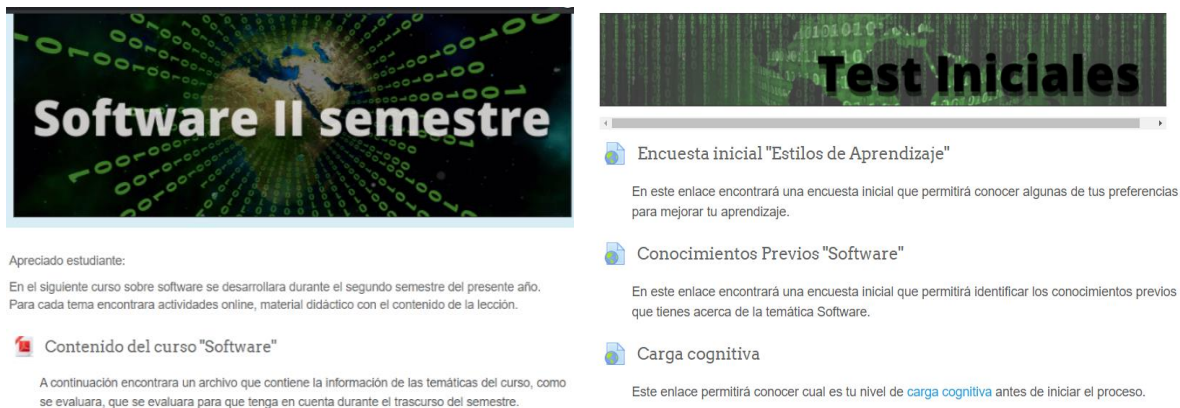 Software II semestre
Apreciado estudiante:
En el siguiente curso sobre software se desarrollara durante el segundo semestre del presente año.
Para cada tema encontrara actividades online, material didáctico con el contenido de la lección.
Contenido del curso "Software"
A continuación encontrara un archivo que contiene la información de las temáticas del curso, como
se evaluara, que se evaluara para que tenga en cuenta durante el trascurso del semestre.
Test Iniciales
Encuesta inicial "Estilos de Aprendizaje"
En este enlace encontrará una encuesta inicial que permitirá conocer algunas de tus preferencias
para mejorar tu aprendizaje.
Conocimientos Previos "Software"
En este enlace encontrará una encuesta inicial que permitirá identificar los conocimientos previos
que tienes acerca de la temática Software.
Carga cognitiva
Este enlace permitirá conocer cual es tu nivel de carga cognitiva antes de iniciar el proceso.